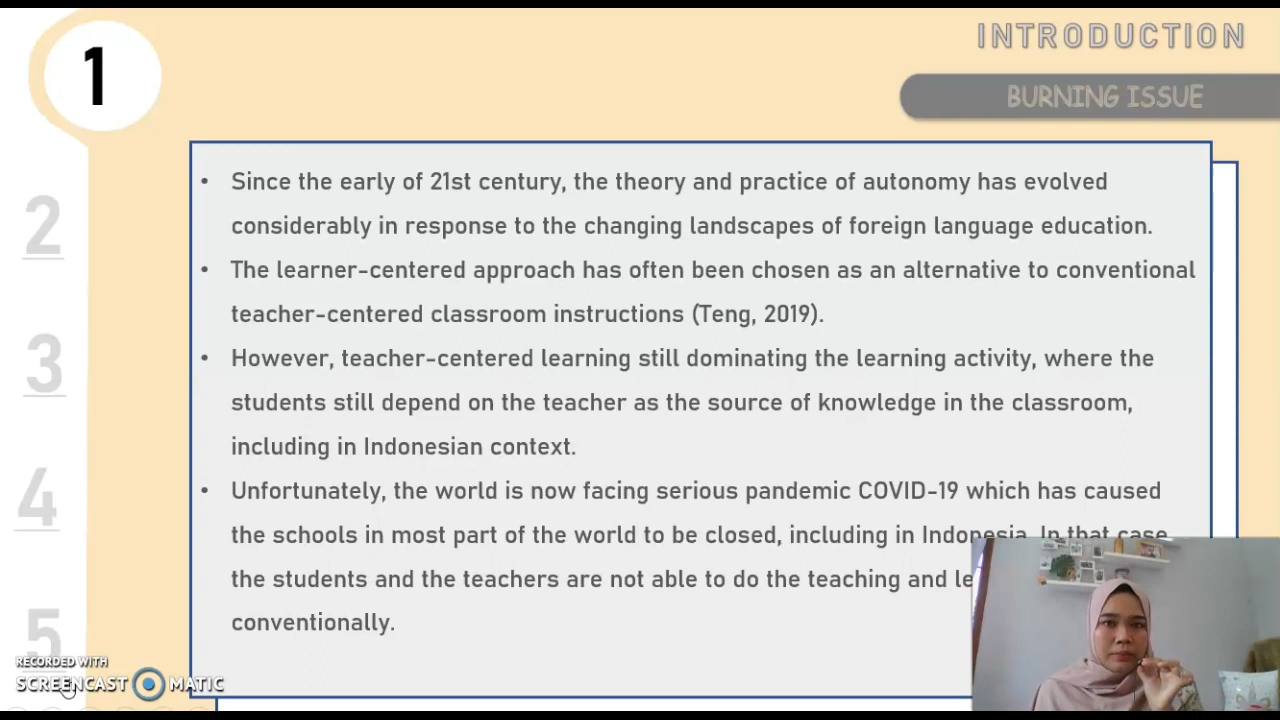 1
INTRODUCTION
BURNING ISSUE
• Since the early of 21st century, the theory and practice of autonomy has evolved
considerably in response to the changing landscapes of foreign language education.
• The learner-centered approach has often been chosen as an alternative to conventional
teacher-centered classroom instructions (Teng, 2019).
• However, teacher-centered learning still dominating the learning activity, where the
students still depend on the teacher as the source of knowledge in the classroom,
including in Indonesian context.
• Unfortunately, the world is now facing serious pandemic COVID-19 which has caused
the schools in most part of the world to be closed, including in Indonesia. In that case
the students and the teachers are not able to do the teaching and
conventionally.
2
3
4
5
RECORDED WITH
SCREENCAST MATIC